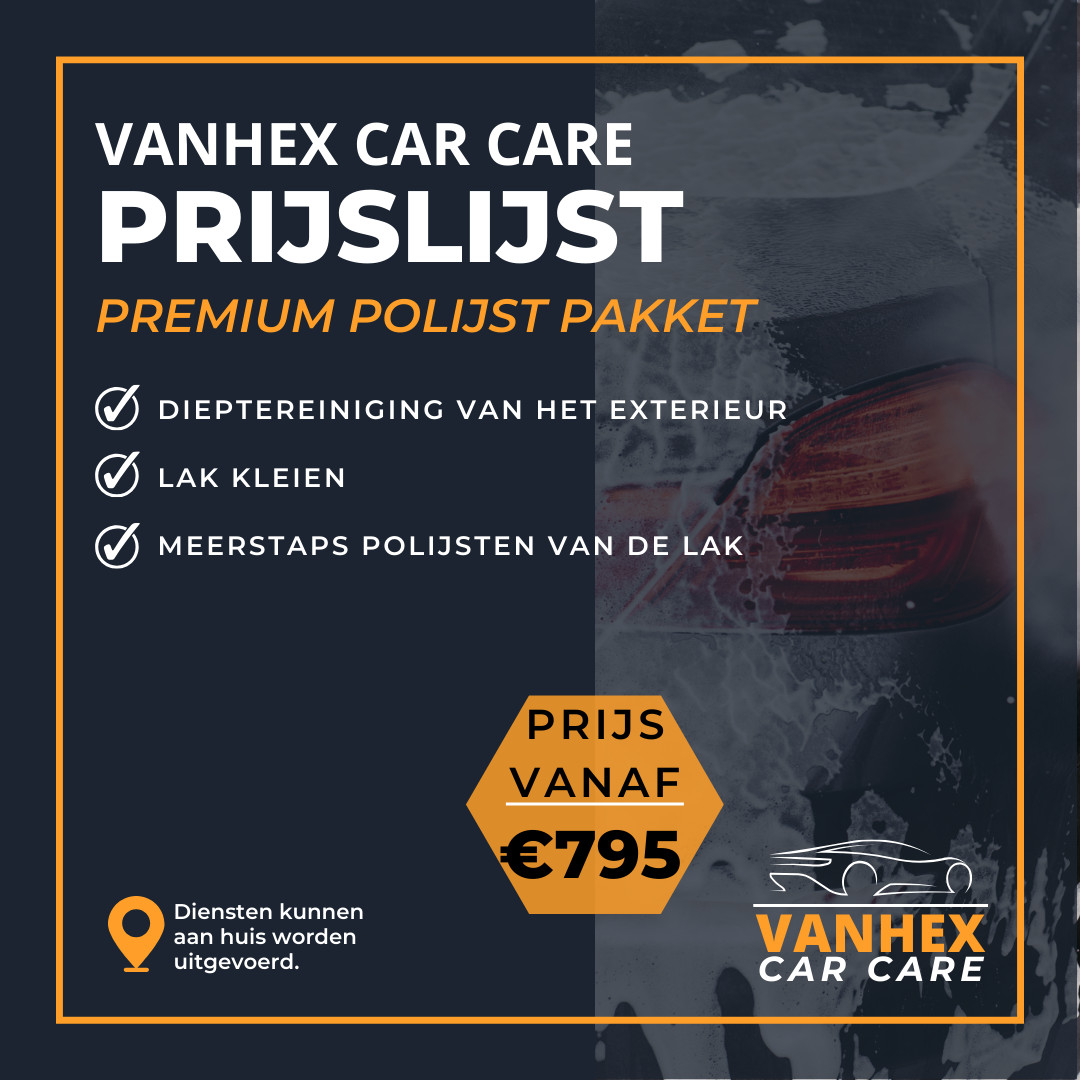 VANHEX CAR CARE
PRIJSLIJST
PREMIUM POLIJST PAKKET
DIEPTEREINIGING VAN HET EXTERIEUR
LAK KLEIEN
MEERSTAPS POLIJSTEN VAN DE LAK
PRIJS
VANAF
€795
Diensten kunnen
aan huis worden
uitgevoerd.
VANHEX
CAR CARE